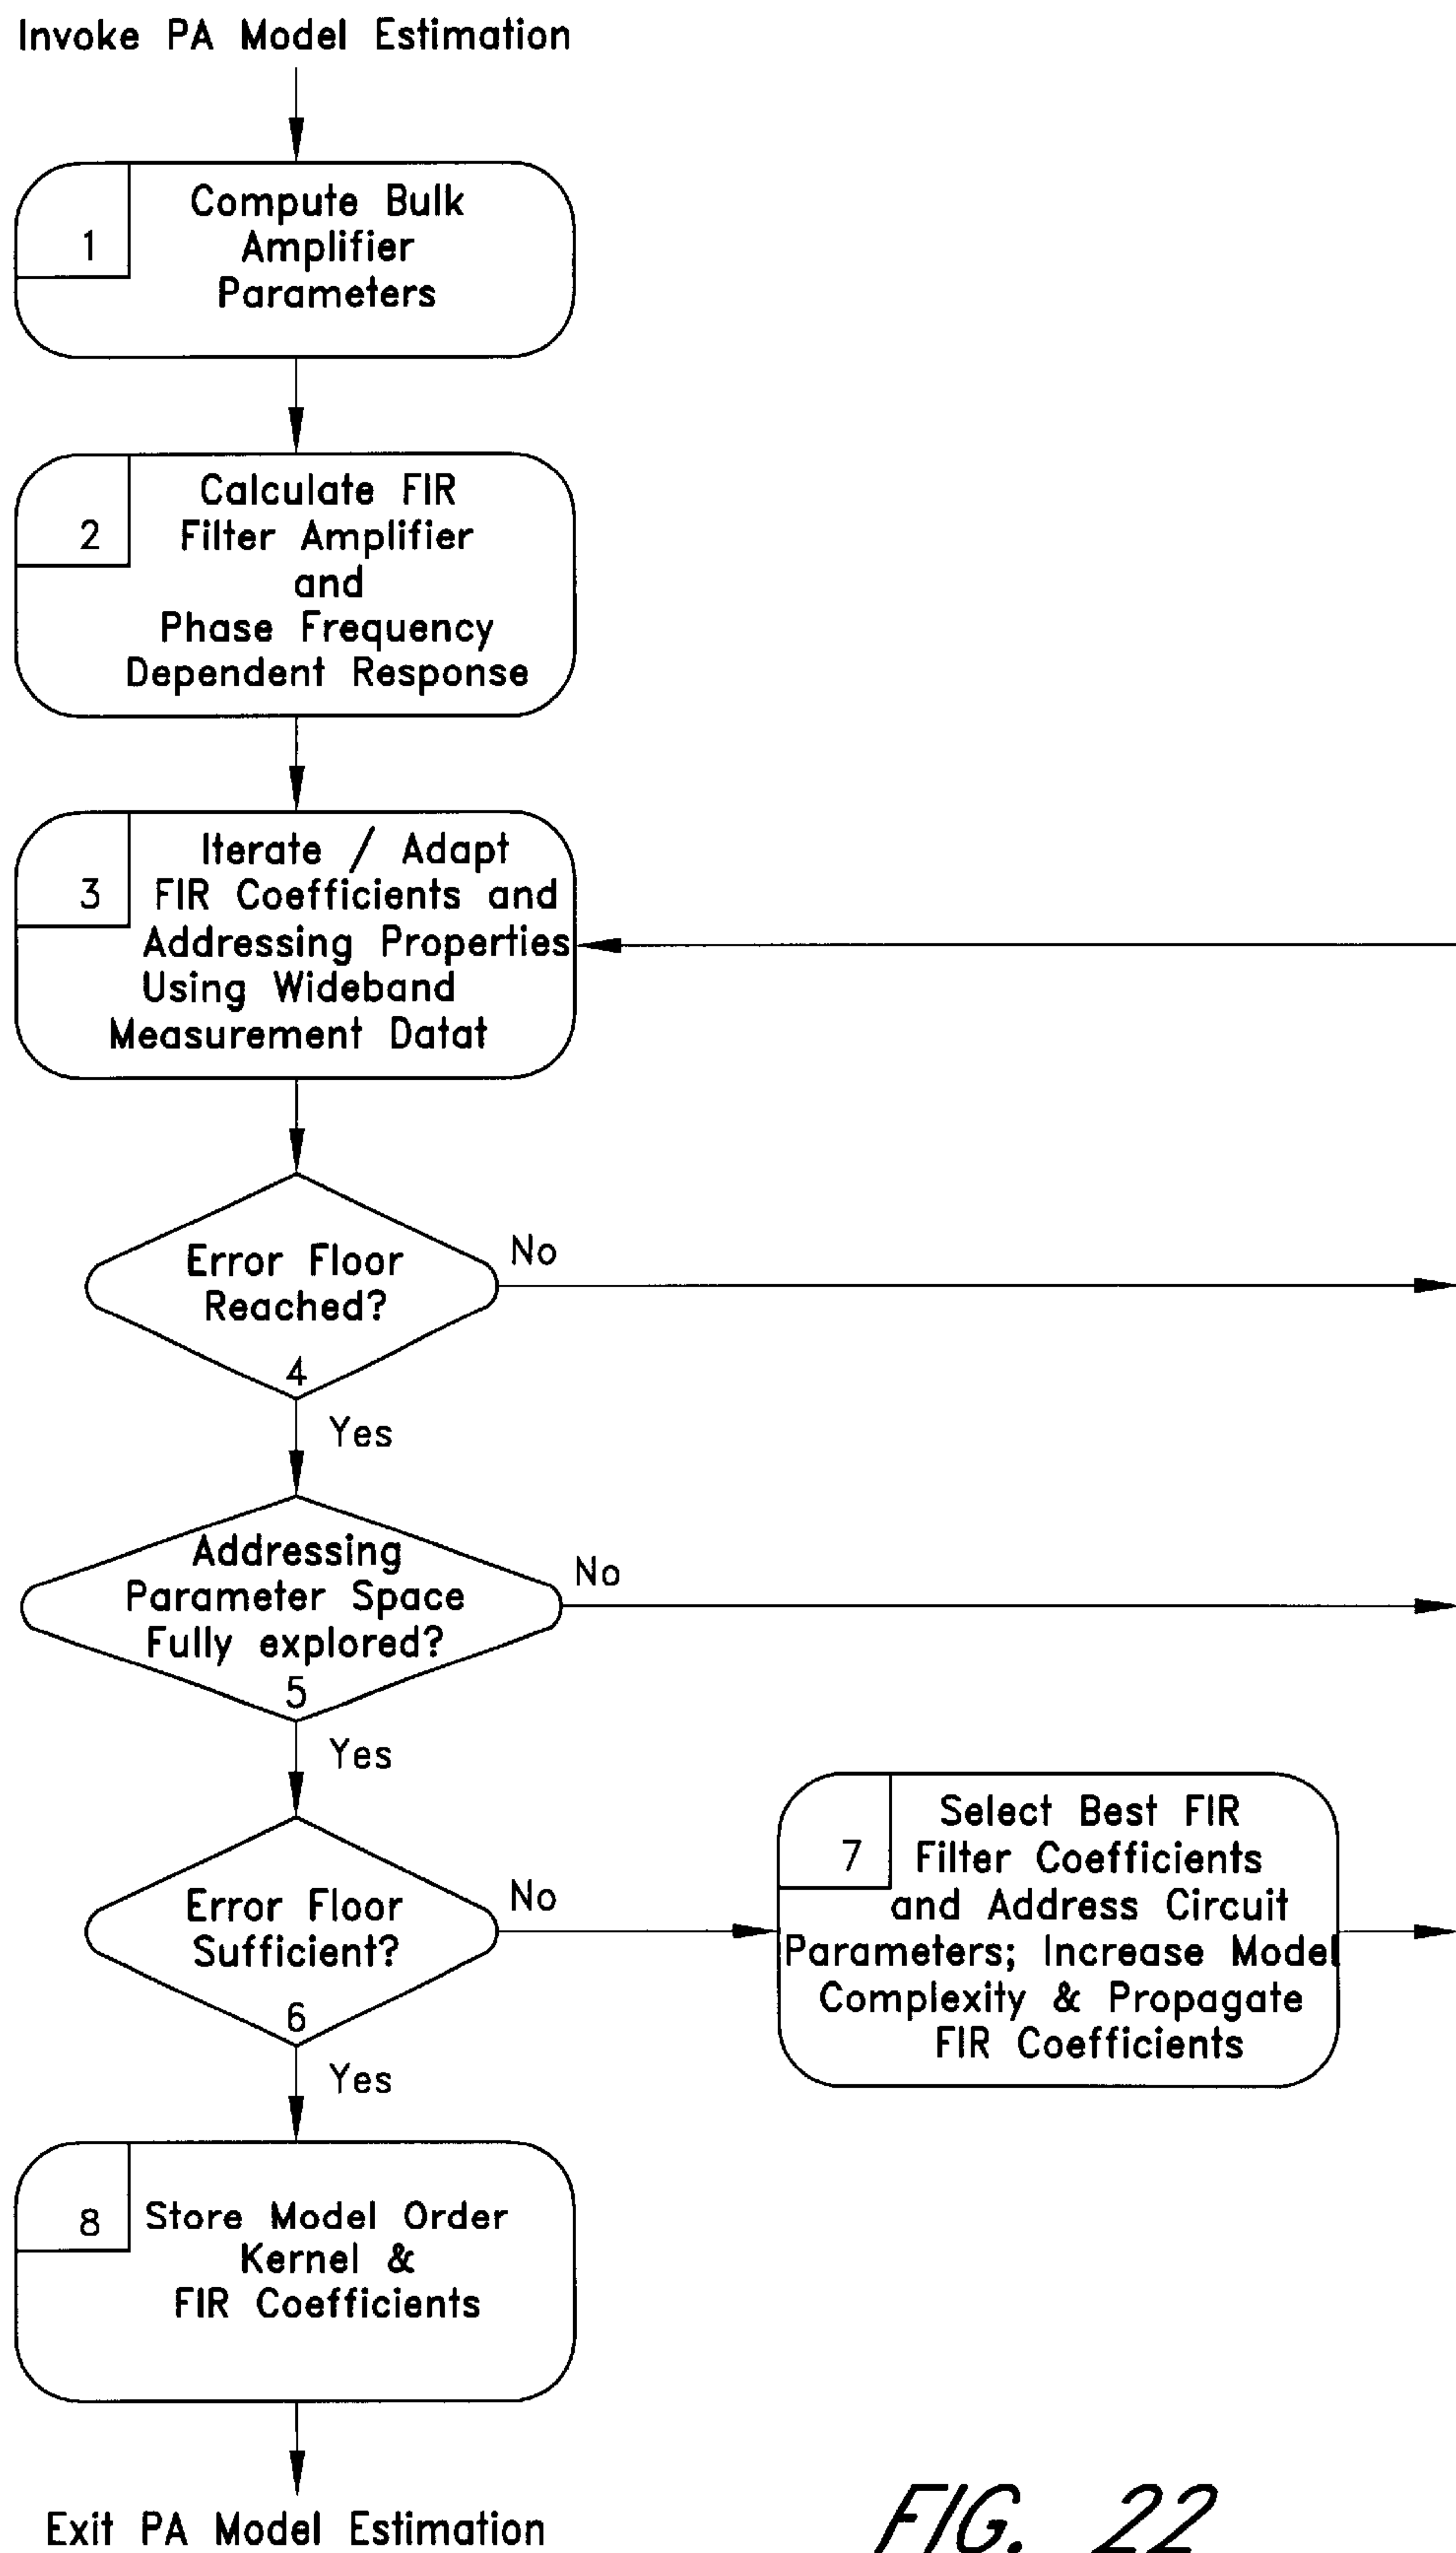 Invoke PA Model Estimation
1
Compute Bulk
Amplifier
Parameters
2
Calculate FIR
Filter Amplifier
and
Phase Frequency
Dependent Response
3
Iterate / Adapt
FIR Coefficients and
Addressing Properties
Using Wideband
Measurement Datat
Error Floor
Reached?
4
No
Yes
Addressing
Parameter Space
Fully explored?
5
No
Yes
Error Floor
Sufficient?
6
No
Yes
7
Select Best FIR
Filter Coefficients
and Address Circuit
Parameters; Increase Model
Complexity & Propagate
FIR Coefficients
8
Store Model Order
Kernel &
FIR Coefficients
Exit PA Model Estimation
FIG. 22